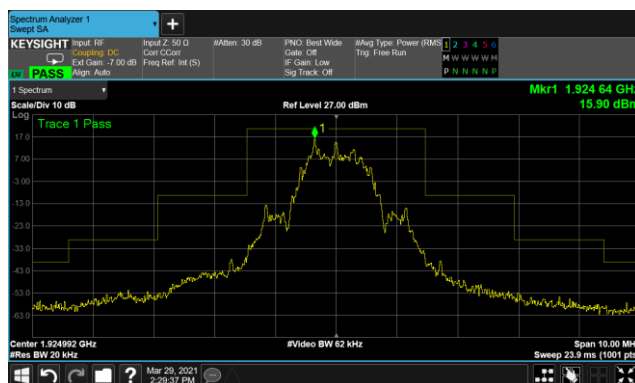 Spectrum Analyzer 1
Swept SA
+
KEYSIGHT Input: RF Input Z: 50 Ω #Atten: 30 dB PNO: Best Wide #Avg Type: Power (RMS 1 2 3 4 5 6
Coupling: DC Corr CCorr Gate: Off Trig: Free Run M W W W W W
Ext Gain: -7.00 dB Freq Ref: Int (S) IF Gain: Low
PASS Align: Auto Sig Track: Off P N N N N P
1 Spectrum Mkr1 1.924 64 GHz
Scale/Div 10 dB Ref Level 27.00 dBm 15.90 dBm
Log
Trace 1 Pass
1
17.0
7.00
-3.00
-13.0
-23.0
-33.0
-43.0
-53.0
-63.0
Center 1.924992 GHz #Video BW 62 kHz Span 10.00 MH
#Res BW 20 kHz Sweep 23.9 ms (1001 pts
? Mar 29, 2021
2:29:37 PM